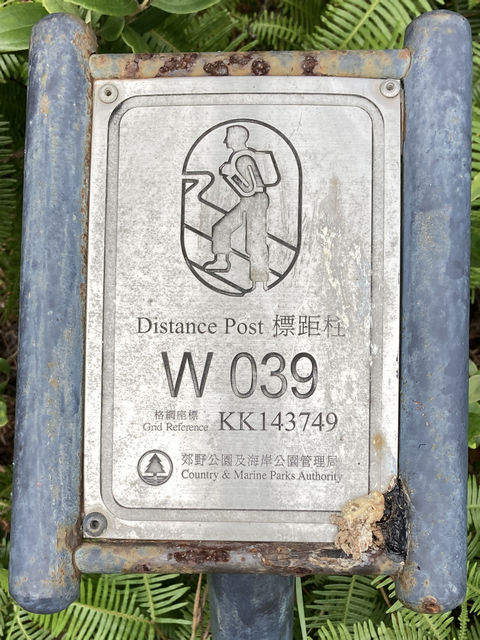 Distance Post 標距柱
W 039
格網座標
Grid Reference KK143749
郊野公園及海岸公園管理局
Country & Marine Parks Authority